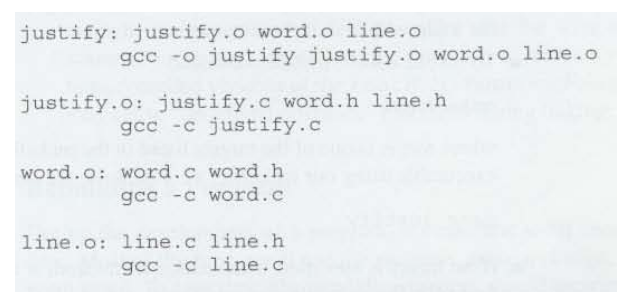 justify: justify.o word.o line.o
        gcc -o justify justify.o word.o line.o
justify.o: justify.c word.h line.h
        gcc -c justify.c
word.o: word.c word.h
        gcc -c word.c
line.o: line.c line.h
        gcc -c line.c